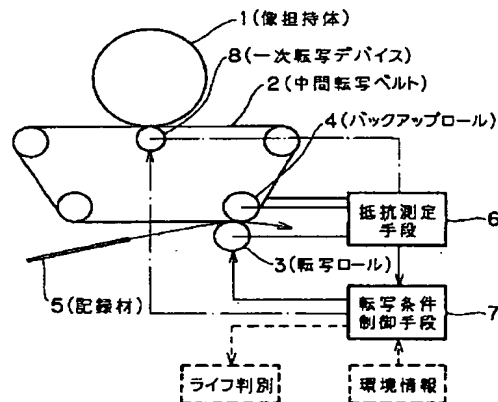 1(像担持体)
8(一次転写デバイス)
2(中間転写ベルト)
4(バックアップロール)
抵抗測定
手段
6
3(転写ロール)
5(記録材)
転写条件
制御手段
7
ライフ判別
環境情報